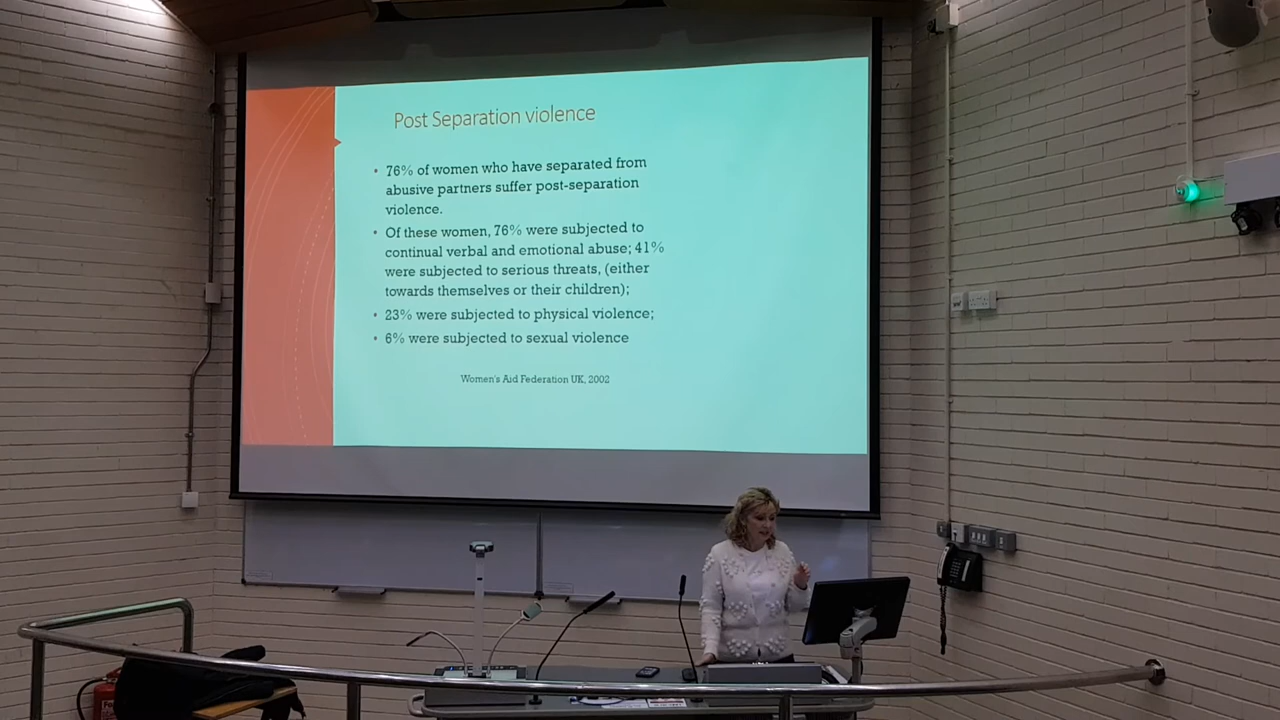 Post Separation violence
• 76% of women who have separated from
abusive partners suffer post-separation
violence.
• Of these women, 76% were subjected to
continual verbal and emotional abuse; 41%
were subjected to serious threats, (either
towards themselves or their children);
• 23% were subjected to physical violence;
• 6% were subjected to sexual violence
Women's Aid Federation UK, 2002